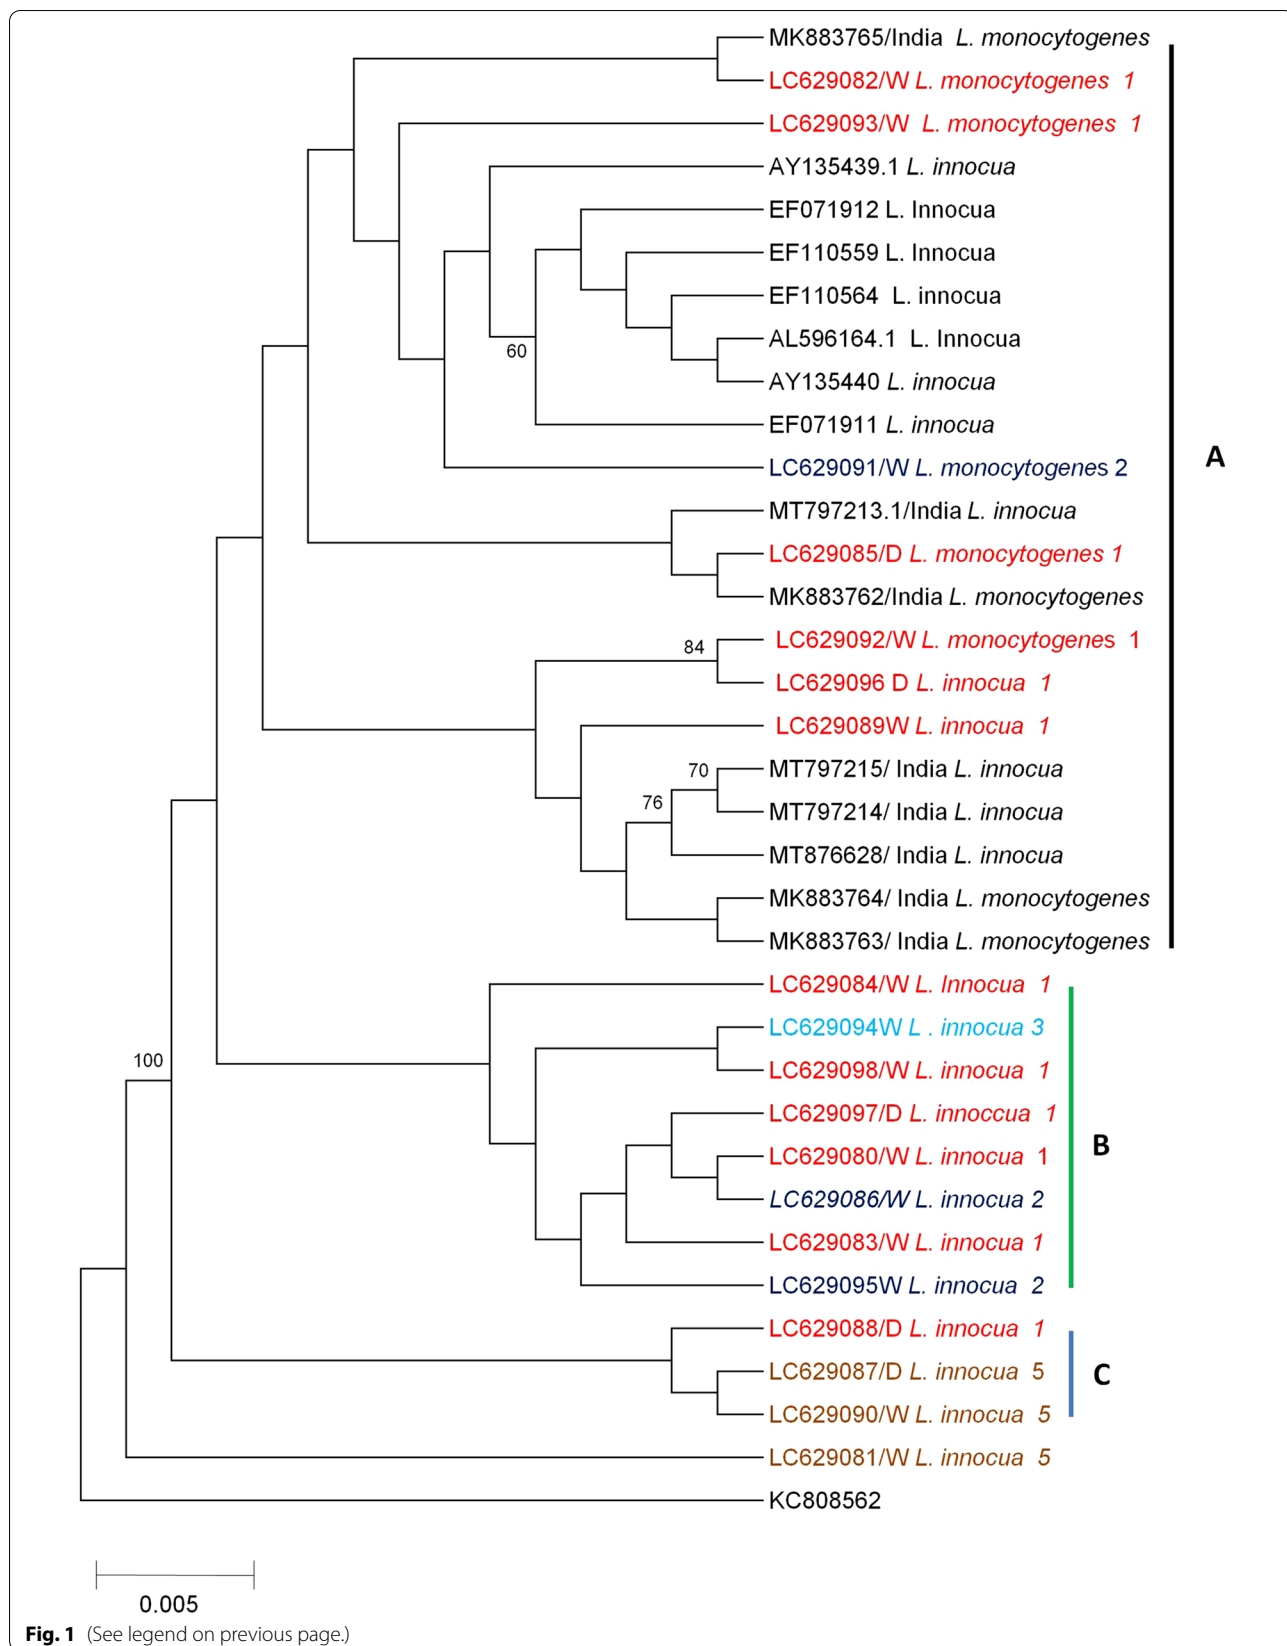 MK883765/India L. monocytogenes
LC629082/W L. monocytogenes 1
LC629093/W L. monocytogenes 1
AY135439.1 L. innocua
EF071912 L. Innocua
EF110559 L. Innocua
EF110564 L. innocua
AL596164.1 L. Innocua
60
AY135440 L. innocua
EF071911 L. innocua
A
LC629091/W L. monocytogenes 2
MT797213.1/India L. innocua
LC629085/D L. monocytogenes 1
MK883762/India L. monocytogenes
84
LC629092/W L. monocytogenes 1
LC629096 D L. innocua 1
LC629089W L. innocua 1
70
MT797215/ India L. innocua
76
MT797214/ India L. innocua
MT876628/ India L. innocua
MK883764/ India L. monocytogenes
MK883763/ India L. monocytogenes
LC629084/W L. Innocua 1
LC629094W L . innocua 3
100
LC629098/W L. innocua 1
LC629097/D L. innoccua 1
B
LC629080/W L. innocua 1
LC629086/W L. innocua 2
LC629083/W L. innocua 1
LC629095W L. innocua 2
LC629088/D L. innocua 1
LC629087/D L. innocua 5
C
LC629090/W L. innocua 5
LC629081/W L. innocua 5
KC808562
0.005
Fig. 1 (See legend on previous page.)